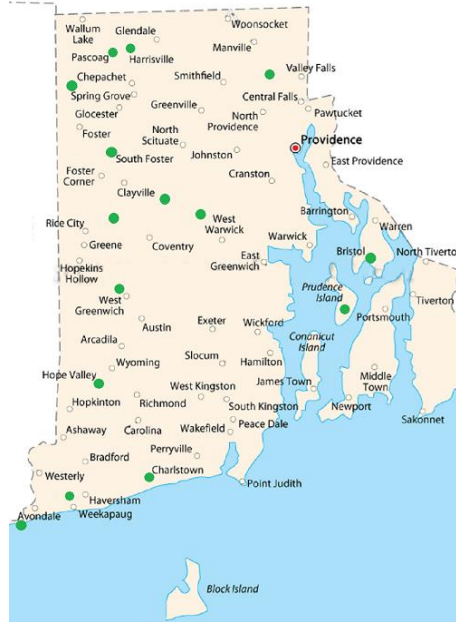 Wallum
Lake
Glendale
Woonsocket
Pascoag
Harrisville
Manville
Chepachet
Smithfield
Valley Falls
Spring Grove
Glocester
Greenville
Central Falls
North
Providence
Pawtucket
Foster
North
Scituate
Johnston
Providence
South Foster
East Providence
Foster
Corner
Clayville
Cranston
Rice City
West
Warwick
Barrington
Warren
Greene
Coventry
Warwick
Bristol
North Tiverto
Hopekins
Hollow
East
Greenwich
Prudence
Island
Tiverton
West
Greenwich
Portsmouth
Austin
Exeter
Wickford
Conanicut
Island
Arcadilla
Wyoming
Slocum
Hamilton
Hope Valley
West Kingston
James Town
Middle
Town
Hopkinton
Richmond
South Kingston
Newport
Sakonnet
Ashaway
Carolina
Wakefield
Peace Dale
Bradford
Perryville
Westerly
Charlstown
Point Judith
Haversham
Avondale
Weekapaug
Block Island